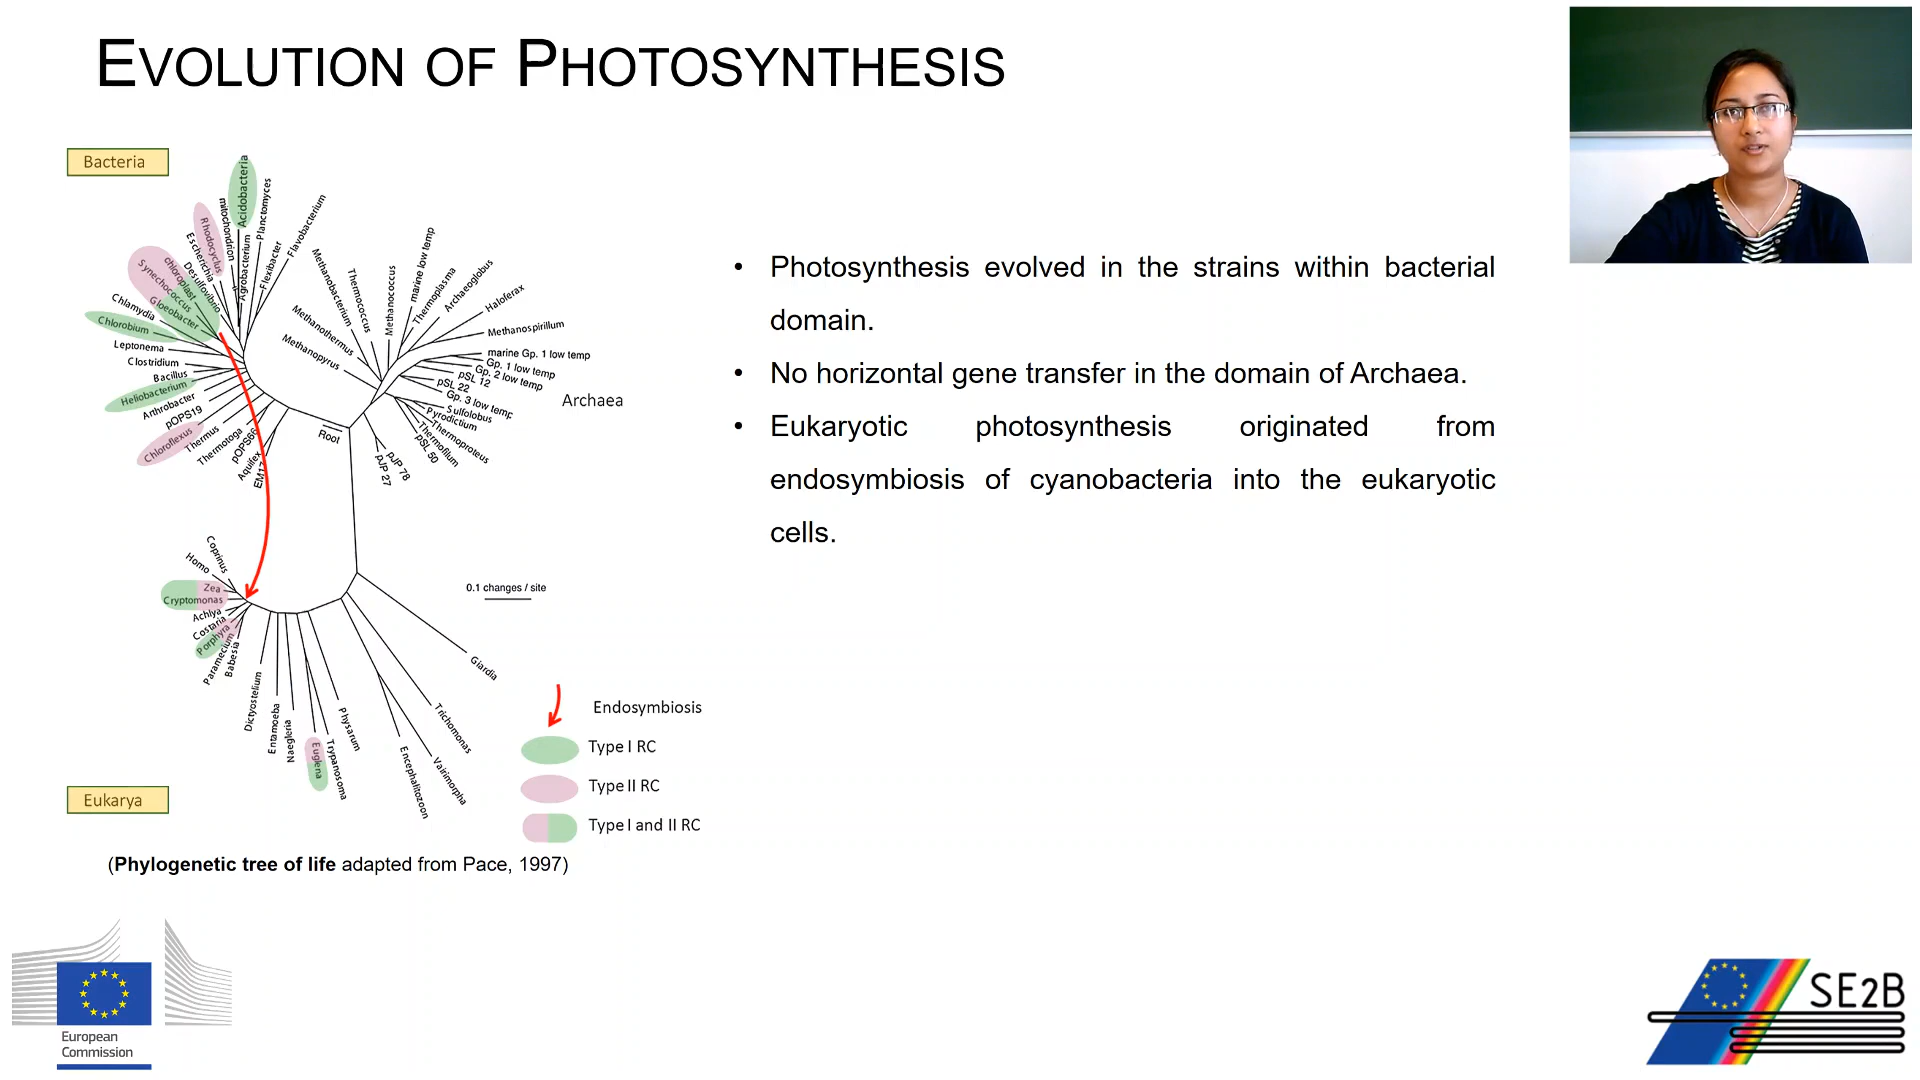 EVOLUTION OF PHOTOSYNTHESIS
Bacteria
Acidobacteria
Planctomyces
mitochondrion
Rhodocyclus
Escherichia
Agrobacterium
Flexibacter
Flavobacterium
Desulfovibrio
chloroplast
Synechococcus
Gloeobacter
Chlamydia
Chlorobium
Leptonema
Clostridium
Bacillus
Heliobacterium
Arthrobacter
pOPS19
Chloroflexus
Thermus
Thermotoga
pOPS66
Aquifex
EM17
Root
Methanopyrus
Methanothermus
Methanobacterium
Thermococcus
Methanococcus
marine low temp
Thermoplasma
Archaeoglobus
Haloferax
Methanospirillum
marine Gp. 1 low temp
Gp. 1 low temp
Gp. 2 low temp
pSL 12
pSL 22
Gp. 3 low temp
Sulfolobus
Pyrodictium
Thermoproteus
Thermofilum
pSL 50
pJP 78
pJP 27
Archaea
• Photosynthesis evolved in the strains within bacterial
domain.
• No horizontal gene transfer in the domain of Archaea.
• Eukaryotic photosynthesis originated from
endosymbiosis of cyanobacteria into the eukaryotic
cells.
Coprinus
Homo
Zea
Cryptomonas
Achlya
Costaria
Porphyra
Paramecium
Babesia
Dictyostelium
Entamoeba
Naegleria
Euglena
Trypanosoma
Physarum
Encephalitozoon
Vairimorpha
Trichomonas
Giardia
0.1 changes / site
Endosymbiosis
Type I RC
Type II RC
Type I and II RC
Eukarya
(Phylogenetic tree of life adapted from Pace, 1997)
European
Commission
SE2B